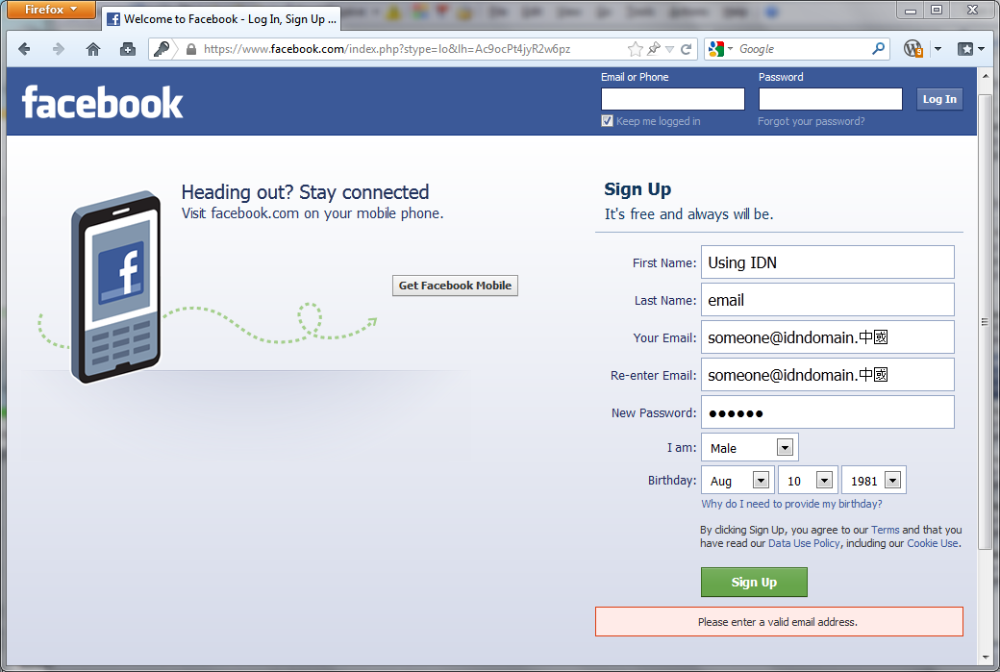 Firefox
Welcome to Facebook - Log In, Sign Up ...
https://www.facebook.com/index.php?stype=lo&lh=Ac9ocPt4jyR2w6pz
Google
9
facebook
Email or Phone
Password
Log In
Keep me logged in
Forgot your password?
Heading out? Stay connected
Visit facebook.com on your mobile phone.
Get Facebook Mobile
Sign Up
It's free and always will be.
First Name: Using IDN
Last Name: email
Your Email: someone@idndomain.中國
Re-enter Email: someone@idndomain.中國
New Password: ●●●●●●
I am: Male
Birthday: Aug 10 1981
Why do I need to provide my birthday?
By clicking Sign Up, you agree to our Terms and that you
have read our Data Use Policy, including our Cookie Use.
Sign Up
Please enter a valid email address.